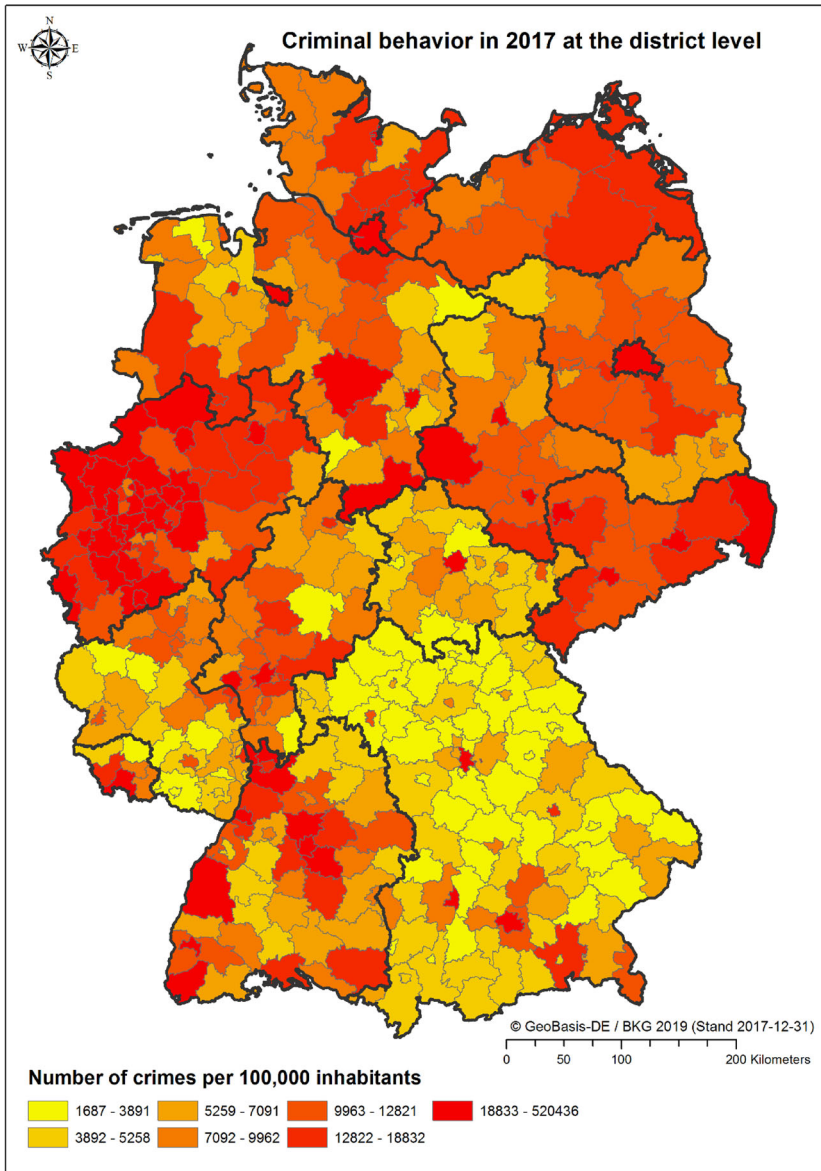 N
Criminal behavior in 2017 at the district level
W E
S
© GeoBasis-DE / BKG 2019 (Stand 2017-12-31)
0 50 100 200 Kilometers
Number of crimes per 100,000 inhabitants
1687 - 3891 5259 - 7091 9963 - 12821 18833 - 520436
3892 - 5258 7092 - 9962 12822 - 18832